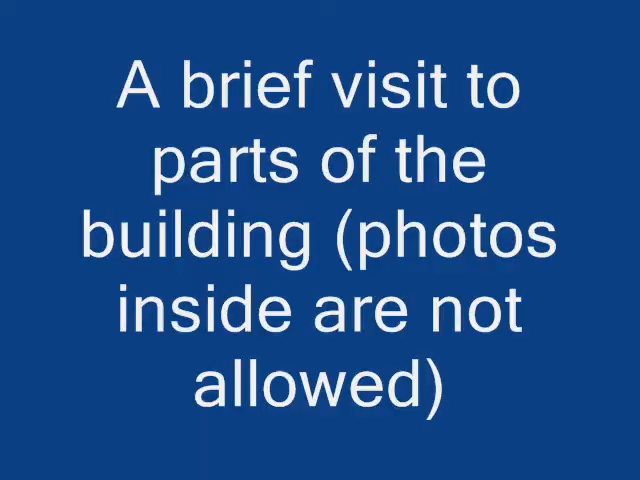 A brief visit to
parts of the
building (photos
inside are not
allowed)